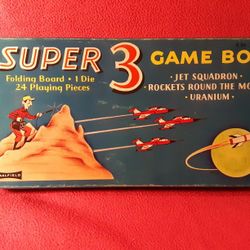 SUPER 3 GAME BO
Folding Board • 1 Die
24 Playing Pieces
• JET SQUADRON •
• ROCKETS ROUND THE MO
• URANIUM •